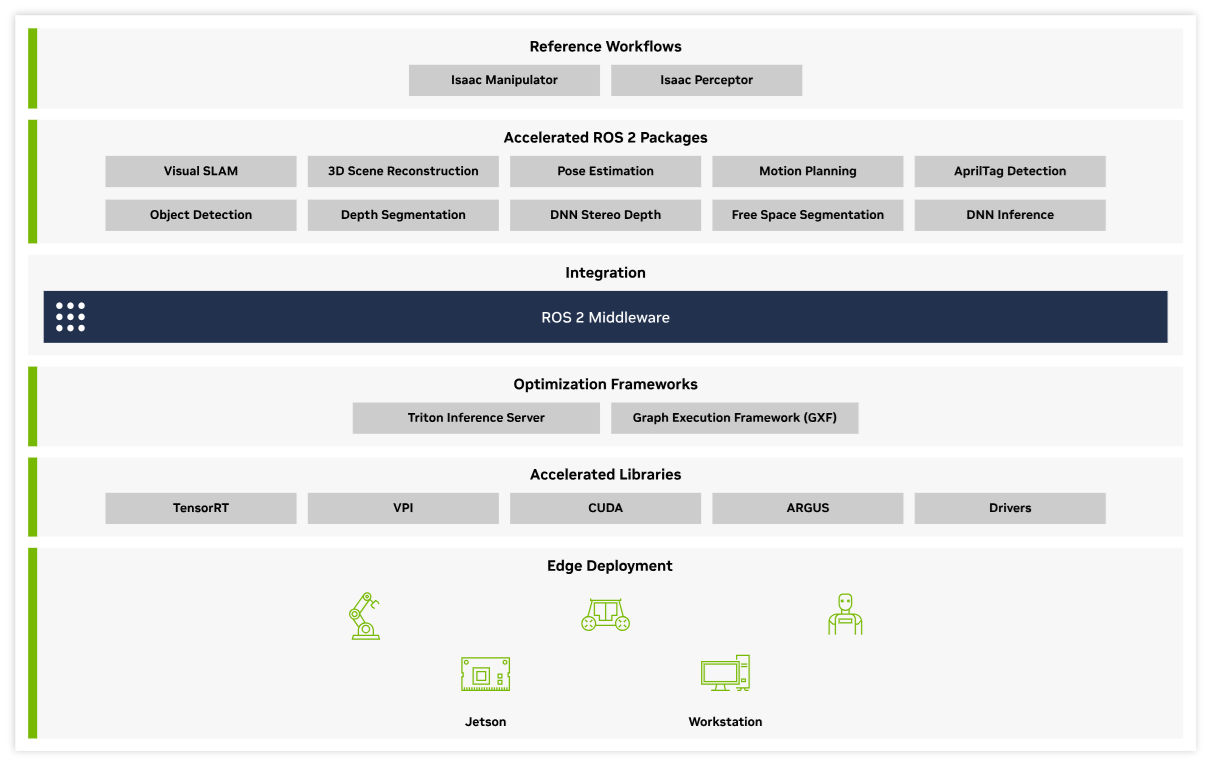 Reference Workflows
Isaac Manipulator
Isaac Perceptor
Accelerated ROS 2 Packages
Visual SLAM
3D Scene Reconstruction
Pose Estimation
Motion Planning
AprilTag Detection
Object Detection
Depth Segmentation
DNN Stereo Depth
Free Space Segmentation
DNN Inference
Integration
ROS 2 Middleware
Optimization Frameworks
Triton Inference Server
Graph Execution Framework (GXF)
Accelerated Libraries
TensorRT
VPI
CUDA
ARGUS
Drivers
Edge Deployment
Jetson
Workstation